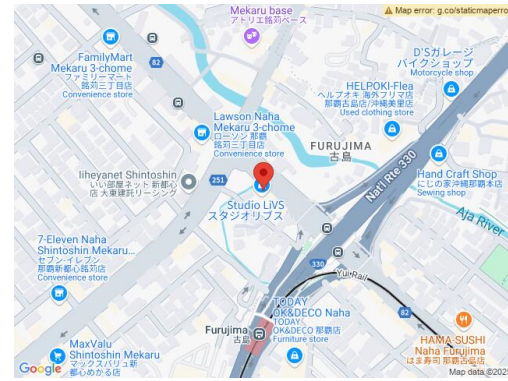 Map error: g.co/staticmaperro
Mekaru base
アトリエ銘苅ベース
FamilyMart
Mekaru 3-chome
ファミリーマート
銘苅三丁目店
Convenience store
82
D'Sガレージ
バイクショップ
Motorcycle shop
HELPOKI-Flea
ヘルプオキ 海外フリマ店
那覇古島店/沖縄美里店
Used clothing store
Lawson Naha
Mekaru 3-chome
ローソン 那覇
銘苅三丁目店
Convenience store
FURUJIMA
古島
Iiheyanet Shintoshin
いい部屋ネット 新都心
店 大東建託リーシング
251
Nat'l Rte 330
Hand Craft Shop
にじの家沖縄那覇本店
Sewing shop
Studio LiVS
スタジオリブス
Aja River
7-Eleven Naha
Shintoshin Mekaru...
セブン-イレブン
那覇新都心銘苅店
Convenience store
330
Yui Rail
TODAY
OK&DECO Naha
TODAY
OK&DECO 那覇店
Furniture store
Furujima
古島
82
HAMA-SUSHI
Naha Furujima
はま寿司 那覇古島店
MaxValu
Shintoshin Mekaru
マックスバリュ新
都心めかる店
Google
Map data ©2025